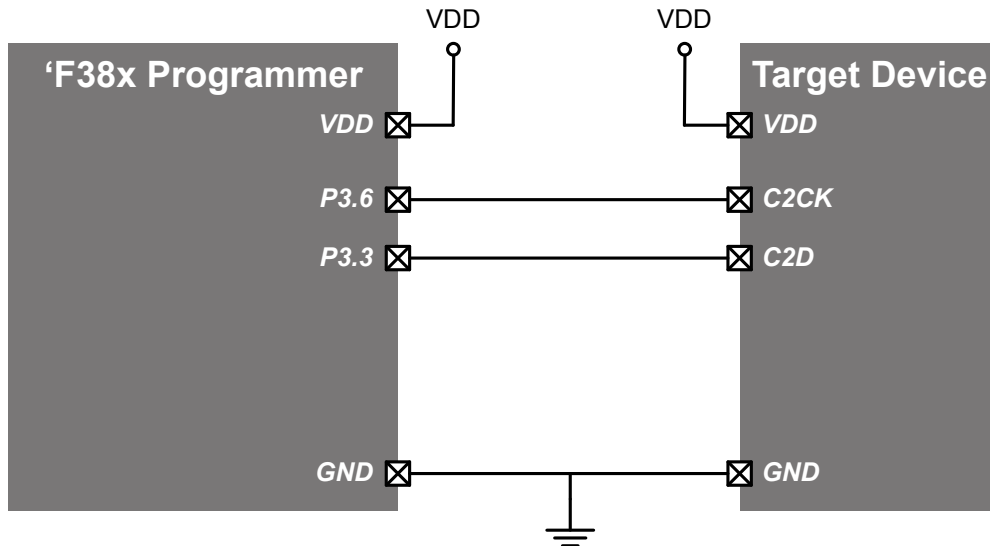 VDD VDD
‘F38x Programmer Target Device
VDD VDD
P3.6 C2CK
P3.3 C2D
GND GND